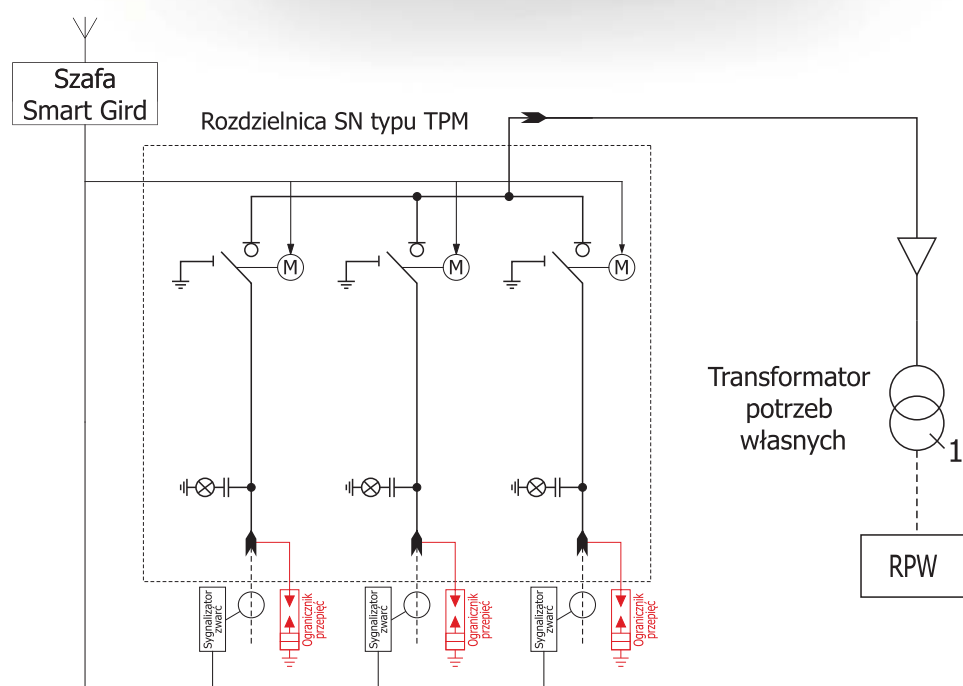 Szafa
Smart Gird
Rozdzielnica SN typu TPM
M
M
M
Transformator
potrzeb
własnych
1
RPW
Sygnalizator
zwarć
Ogranicznik
przepięć
Sygnalizator
zwarć
Ogranicznik
przepięć
Sygnalizator
zwarć
Ogranicznik
przepięć